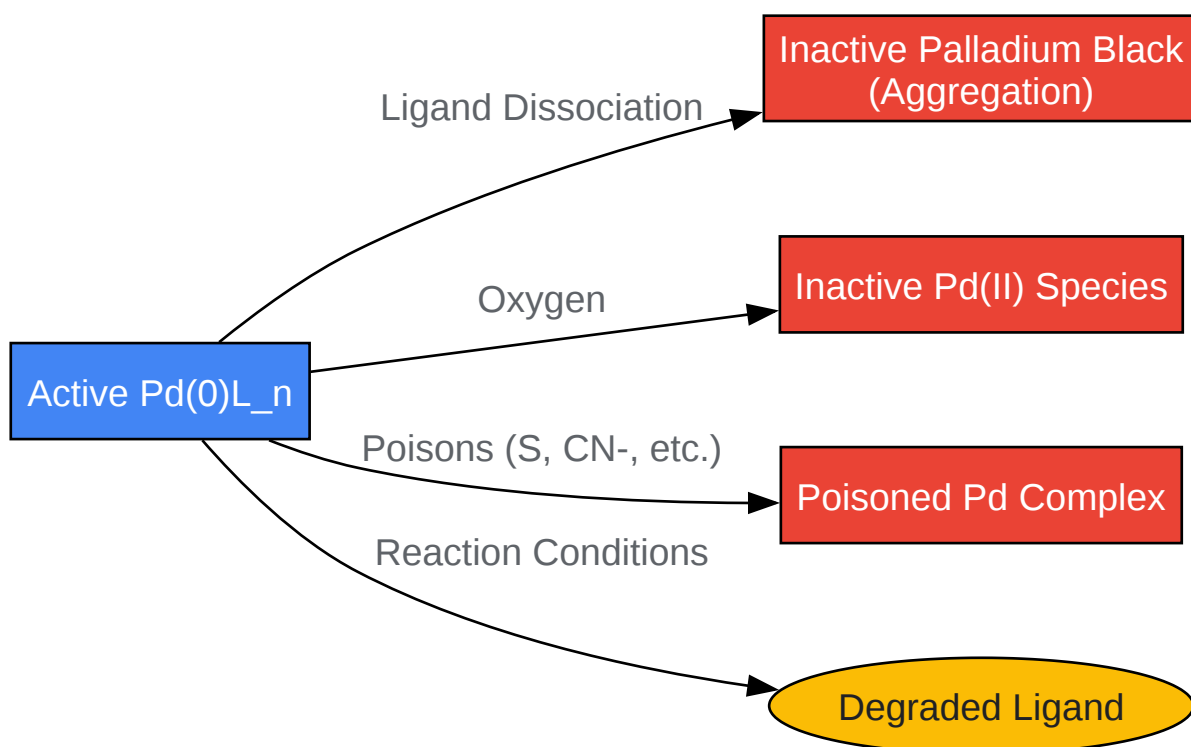 Inactive Palladium Black
(Aggregation)
Ligand Dissociation
Inactive Pd(II) Species
Oxygen
Active Pd(0)L_n
Poisons (S, CN-, etc.)
Poisoned Pd Complex
Reaction Conditions
Degraded Ligand